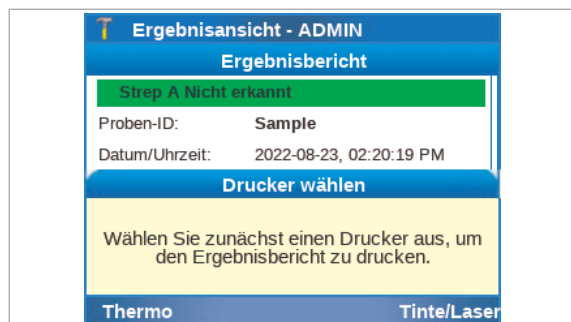 Ergebnisansicht - ADMIN
Ergebnisbericht
Strep A Nicht erkannt
Proben-ID: Sample
Datum/Uhrzeit: 2022-08-23, 02:20:19 PM
Drucker wählen
Wählen Sie zunächst einen Drucker aus, um
den Ergebnisbericht zu drucken.
Thermo Tinte/Laser